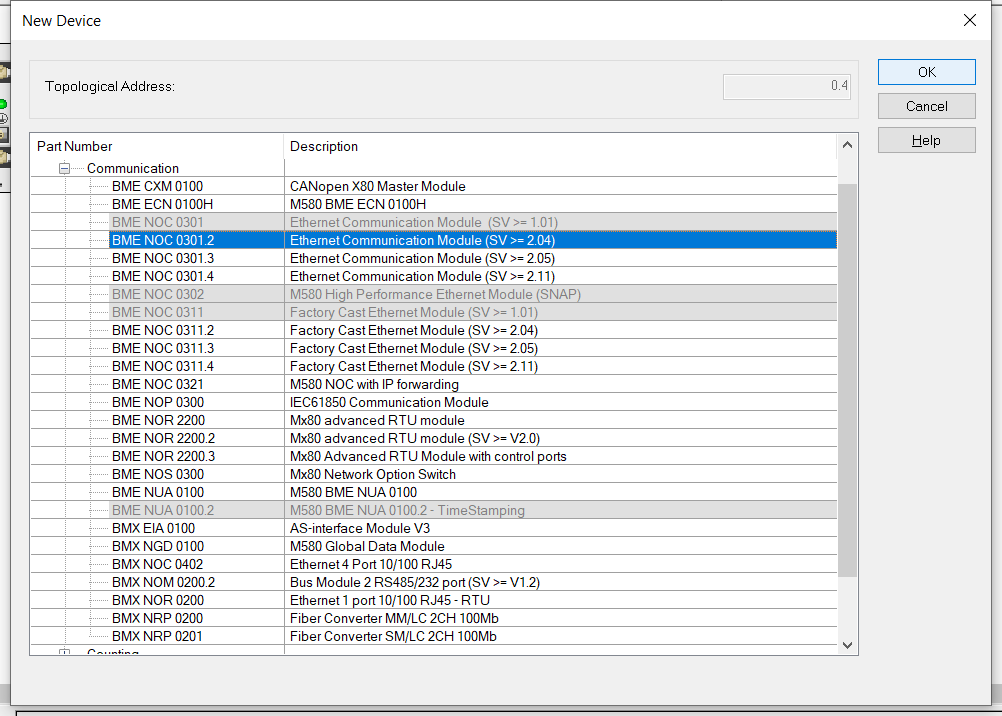 New Device
Topological Address:
0.4
OK
Cancel
Help
Part Number Description
Communication
BME CXM 0100 CANopen X80 Master Module
BME ECN 0100H M580 BME ECN 0100H
BME NOC 0301 Ethernet Communication Module (SV >= 1.01)
BME NOC 0301.2 Ethernet Communication Module (SV >= 2.04)
BME NOC 0301.3 Ethernet Communication Module (SV >= 2.05)
BME NOC 0301.4 Ethernet Communication Module (SV >= 2.11)
BME NOC 0302 M580 High Performance Ethernet Module (SNAP)
BME NOC 0311 Factory Cast Ethernet Module (SV >= 1.01)
BME NOC 0311.2 Factory Cast Ethernet Module (SV >= 2.04)
BME NOC 0311.3 Factory Cast Ethernet Module (SV >= 2.05)
BME NOC 0311.4 Factory Cast Ethernet Module (SV >= 2.11)
BME NOC 0321 M580 NOC with IP forwarding
BME NOP 0300 IEC61850 Communication Module
BME NOR 2200 Mx80 advanced RTU module
BME NOR 2200.2 Mx80 advanced RTU module (SV >= V2.0)
BME NOR 2200.3 Mx80 Advanced RTU Module with control ports
BME NOS 0300 Mx80 Network Option Switch
BME NUA 0100 M580 BME NUA 0100
BME NUA 0100.2 M580 BME NUA 0100.2 - TimeStamping
BMX EIA 0100 AS-interface Module V3
BMX NGD 0100 M580 Global Data Module
BMX NOC 0402 Ethernet 4 Port 10/100 RJ45
BMX NOM 0200.2 Bus Module 2 RS485/232 port (SV >= V1.2)
BMX NOR 0200 Ethernet 1 port 10/100 RJ45 - RTU
BMX NRP 0200 Fiber Converter MM/LC 2CH 100Mb
BMX NRP 0201 Fiber Converter SM/LC 2CH 100Mb
Counting